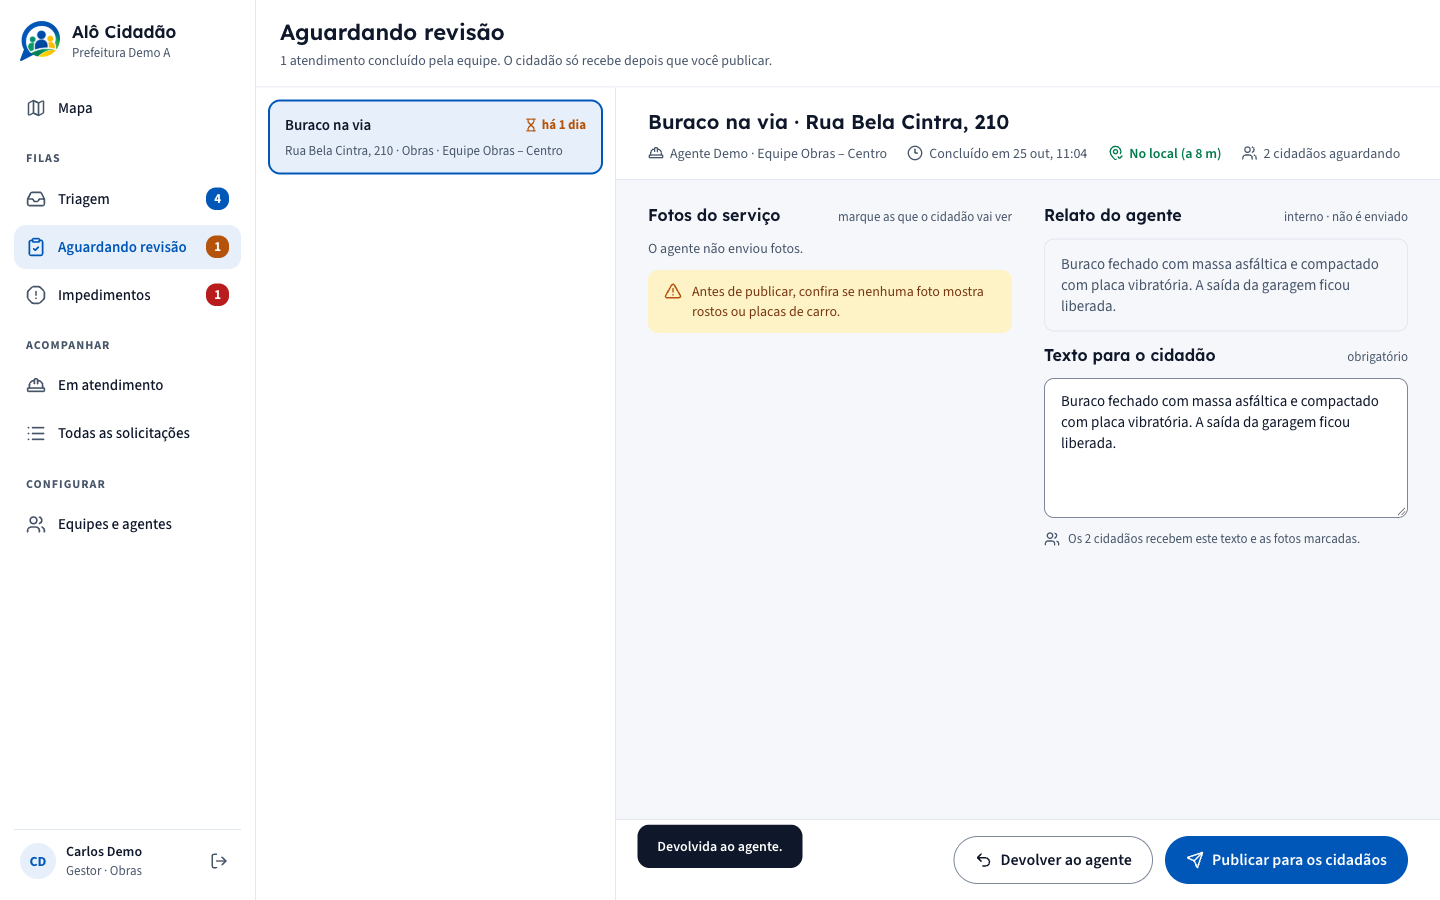 Alô Cidadão
Prefeitura Demo A
Mapa
FILAS
Triagem 4
Aguardando revisão 1
Impedimentos 1
ACOMPANHAR
Em atendimento
Todas as solicitações
CONFIGURAR
Equipes e agentes
CD
Carlos Demo
Gestor · Obras
Aguardando revisão
1 atendimento concluído pela equipe. O cidadão só recebe depois que você publicar.
Buraco na via há 1 dia
Rua Bela Cintra, 210 · Obras · Equipe Obras – Centro
Buraco na via · Rua Bela Cintra, 210
Agente Demo · Equipe Obras – Centro Concluído em 25 out, 11:04 No local (a 8 m) 2 cidadãos aguardando
Fotos do serviço marque as que o cidadão vai ver
O agente não enviou fotos.
Antes de publicar, confira se nenhuma foto mostra
rostos ou placas de carro.
Relato do agente interno · não é enviado
Buraco fechado com massa asfáltica e compactado
com placa vibratória. A saída da garagem ficou
liberada.
Texto para o cidadão obrigatório
Buraco fechado com massa asfáltica e compactado
com placa vibratória. A saída da garagem ficou
liberada.
Os 2 cidadãos recebem este texto e as fotos marcadas.
Devolvida ao agente.
Devolver ao agente
Publicar para os cidadãos